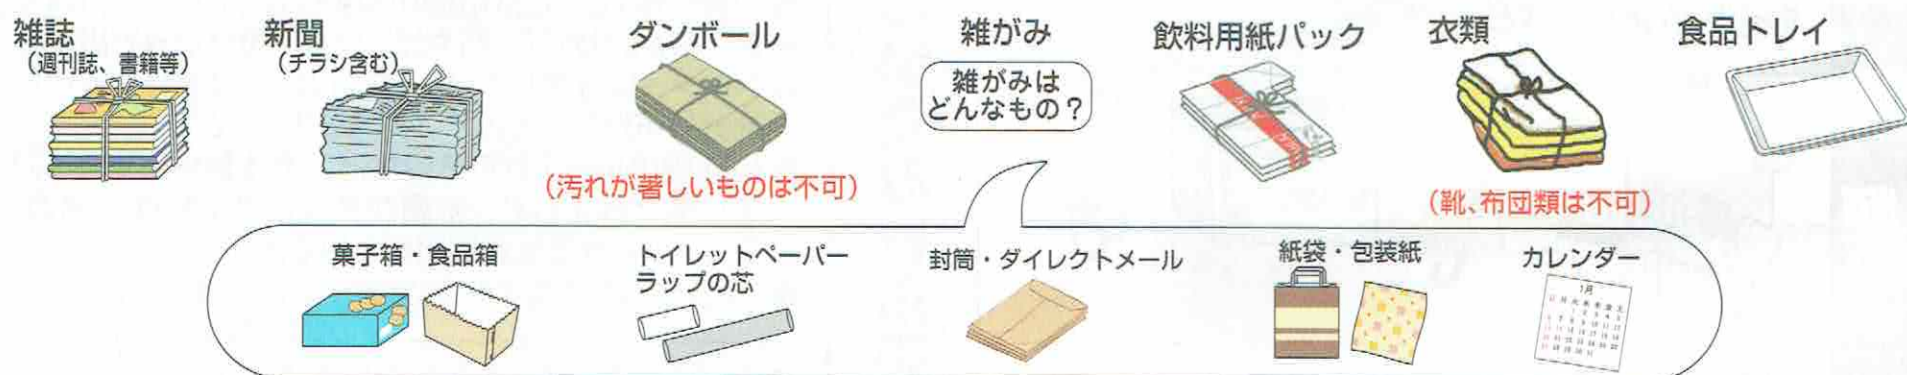 雑誌
（週刊誌、書籍等）
新聞
（チラシ含む）
ダンボール
（汚れが著しいものは不可）
雑がみ
雑がみは
どんなもの？
飲料用紙パック
衣類
（靴、布団類は不可）
食品トレイ
菓子箱・食品箱
トイレットペーパー
ラップの芯
封筒・ダイレクトメール
紙袋・包装紙
カレンダー
1月